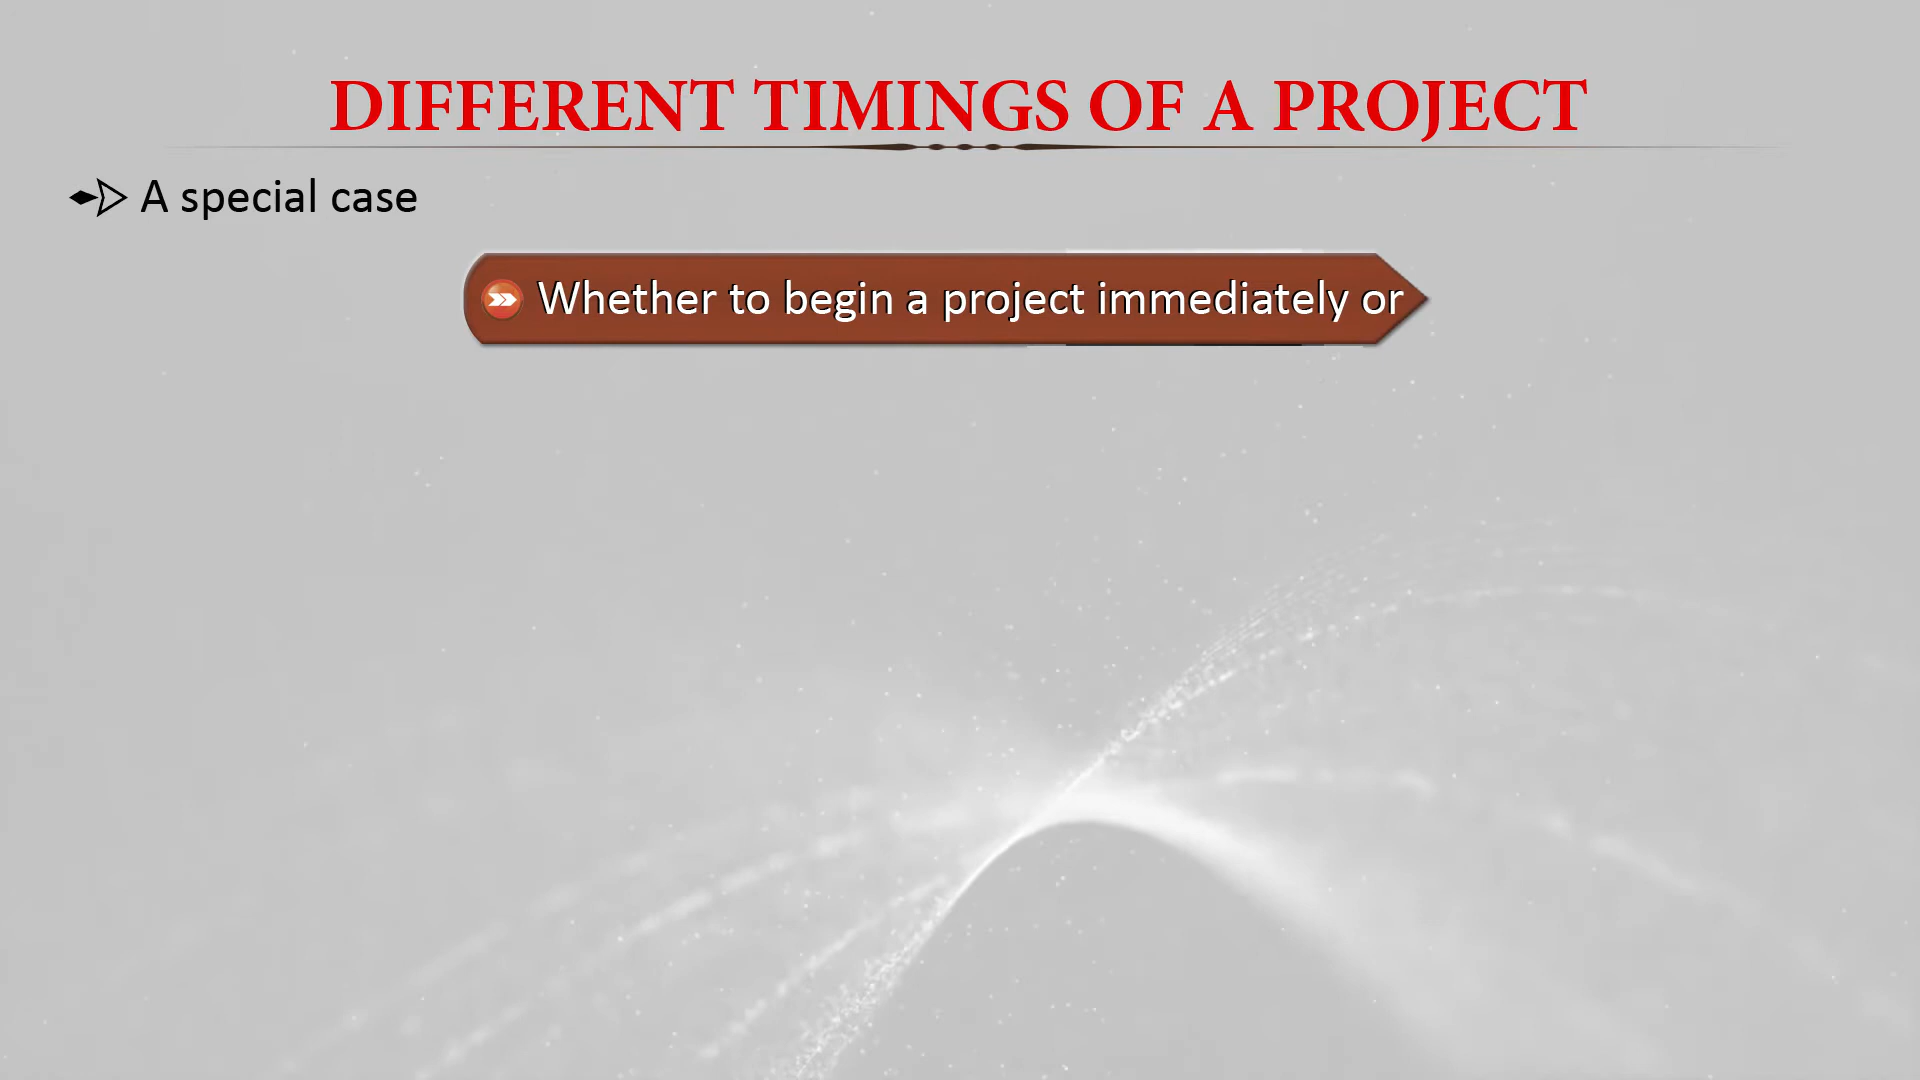 DIFFERENT TIMINGS OF A PROJECT
A special case
Whether to begin a project immediately or